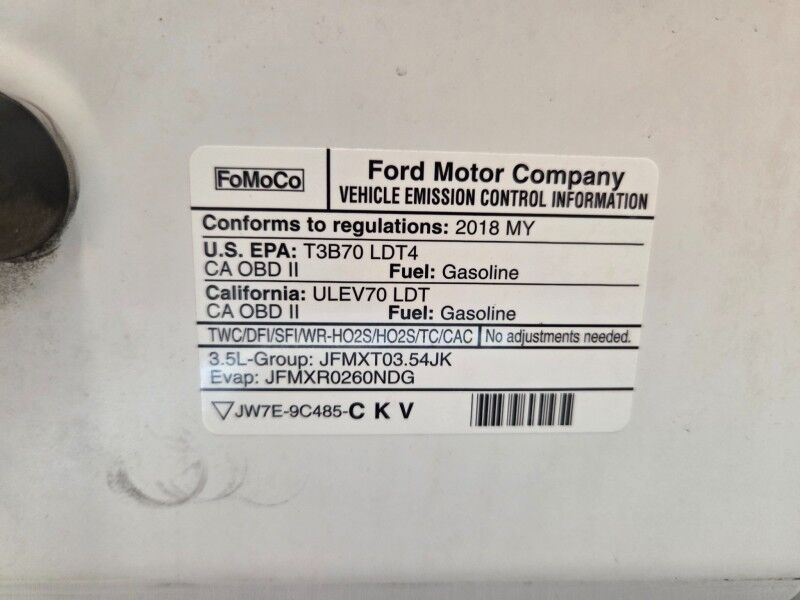 FoMoCo
Ford Motor Company
VEHICLE EMISSION CONTROL INFORMATION
Conforms to regulations: 2018 MY
U.S. EPA: T3B70 LDT4
CA OBD II Fuel: Gasoline
California: ULEV70 LDT
CA OBD II Fuel: Gasoline
TWC/DFI/SFI/WR-HO2S/HO2S/TC/CAC No adjustments needed.
3.5L-Group: JFMXT03.54JK
Evap: JFMXR0260NDG
▽JW7E-9C485-C K V